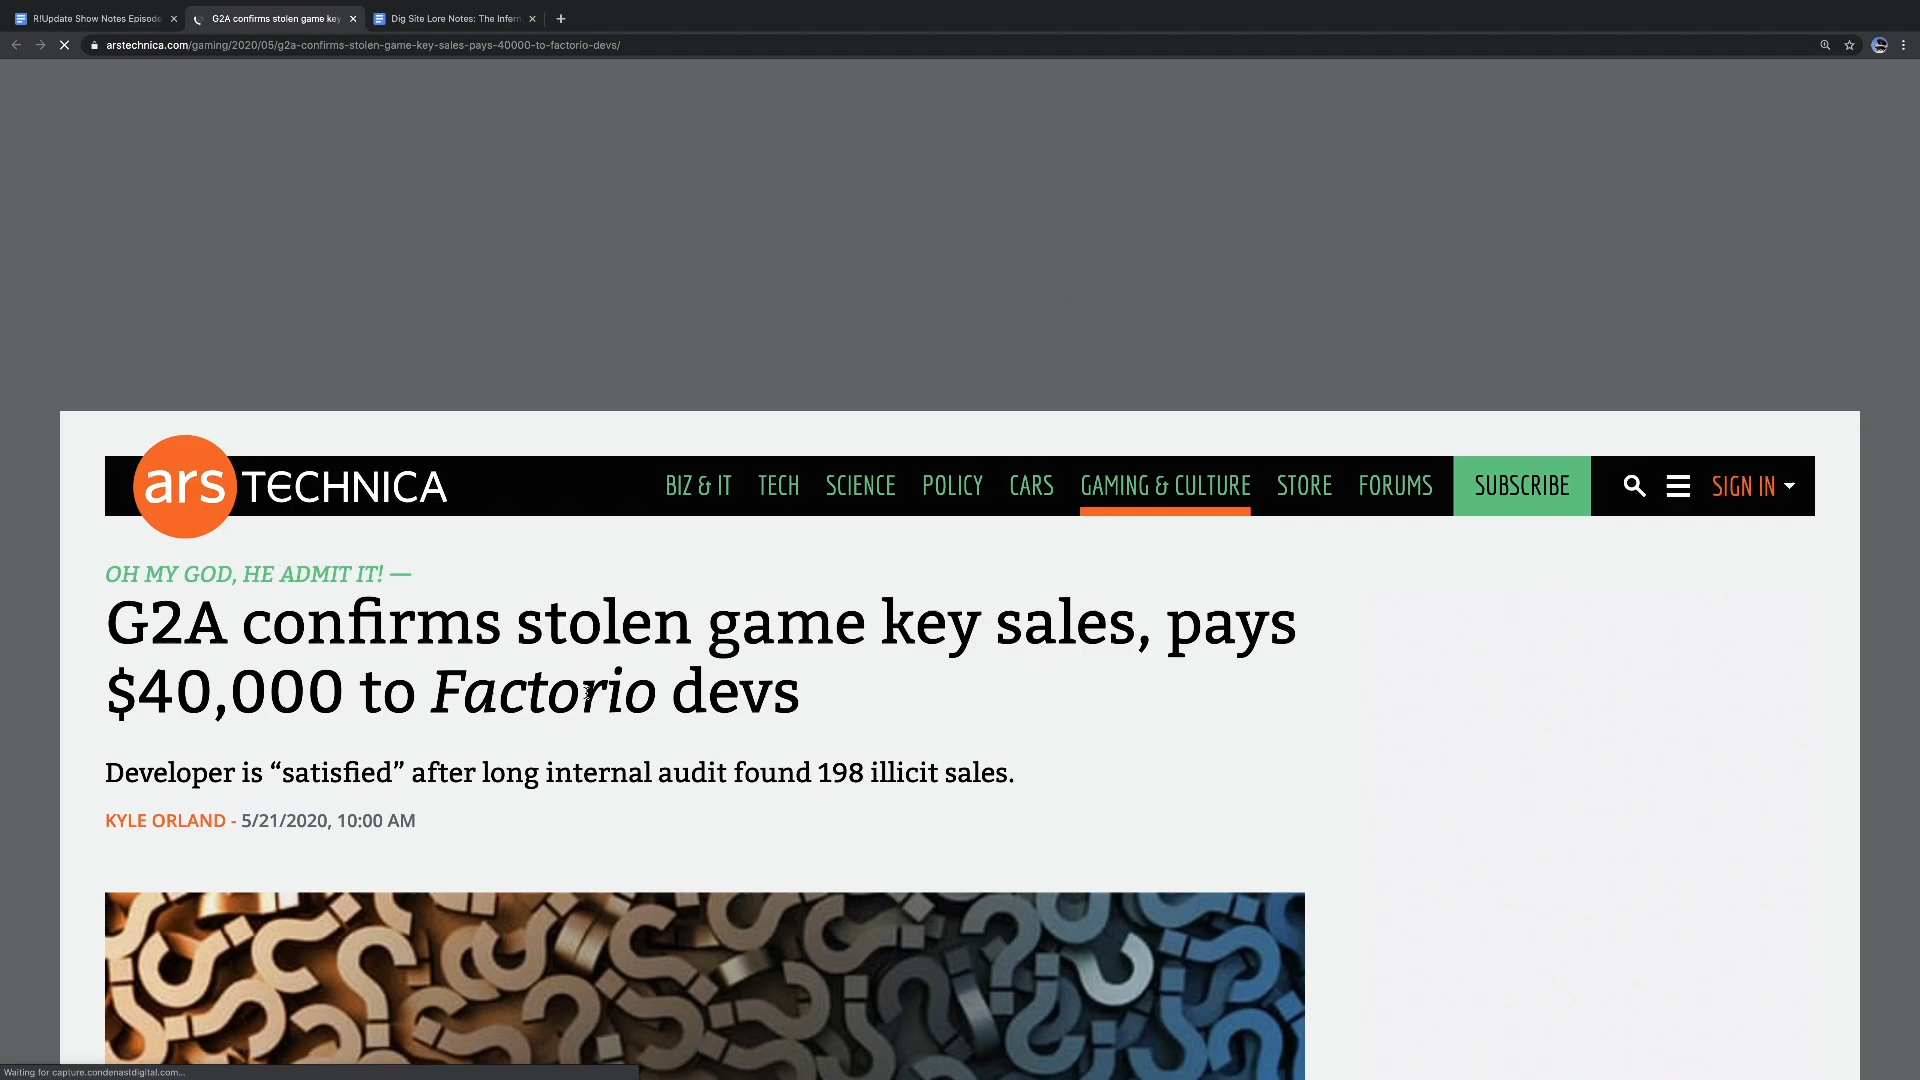 R!Update Show Notes Episode
G2A confirms stolen game key
Dig Site Lore Notes: The Infern
arstechnica.com/gaming/2020/05/g2a-confirms-stolen-game-key-sales-pays-40000-to-factorio-devs/
ars TECHNICA
BIZ & IT TECH SCIENCE POLICY CARS GAMING & CULTURE STORE FORUMS SUBSCRIBE SIGN IN
OH MY GOD, HE ADMIT IT! —
G2A confirms stolen game key sales, pays
$40,000 to Factorio devs
Developer is “satisfied” after long internal audit found 198 illicit sales.
KYLE ORLAND - 5/21/2020, 10:00 AM
Waiting for capture.condenastdigital.com...